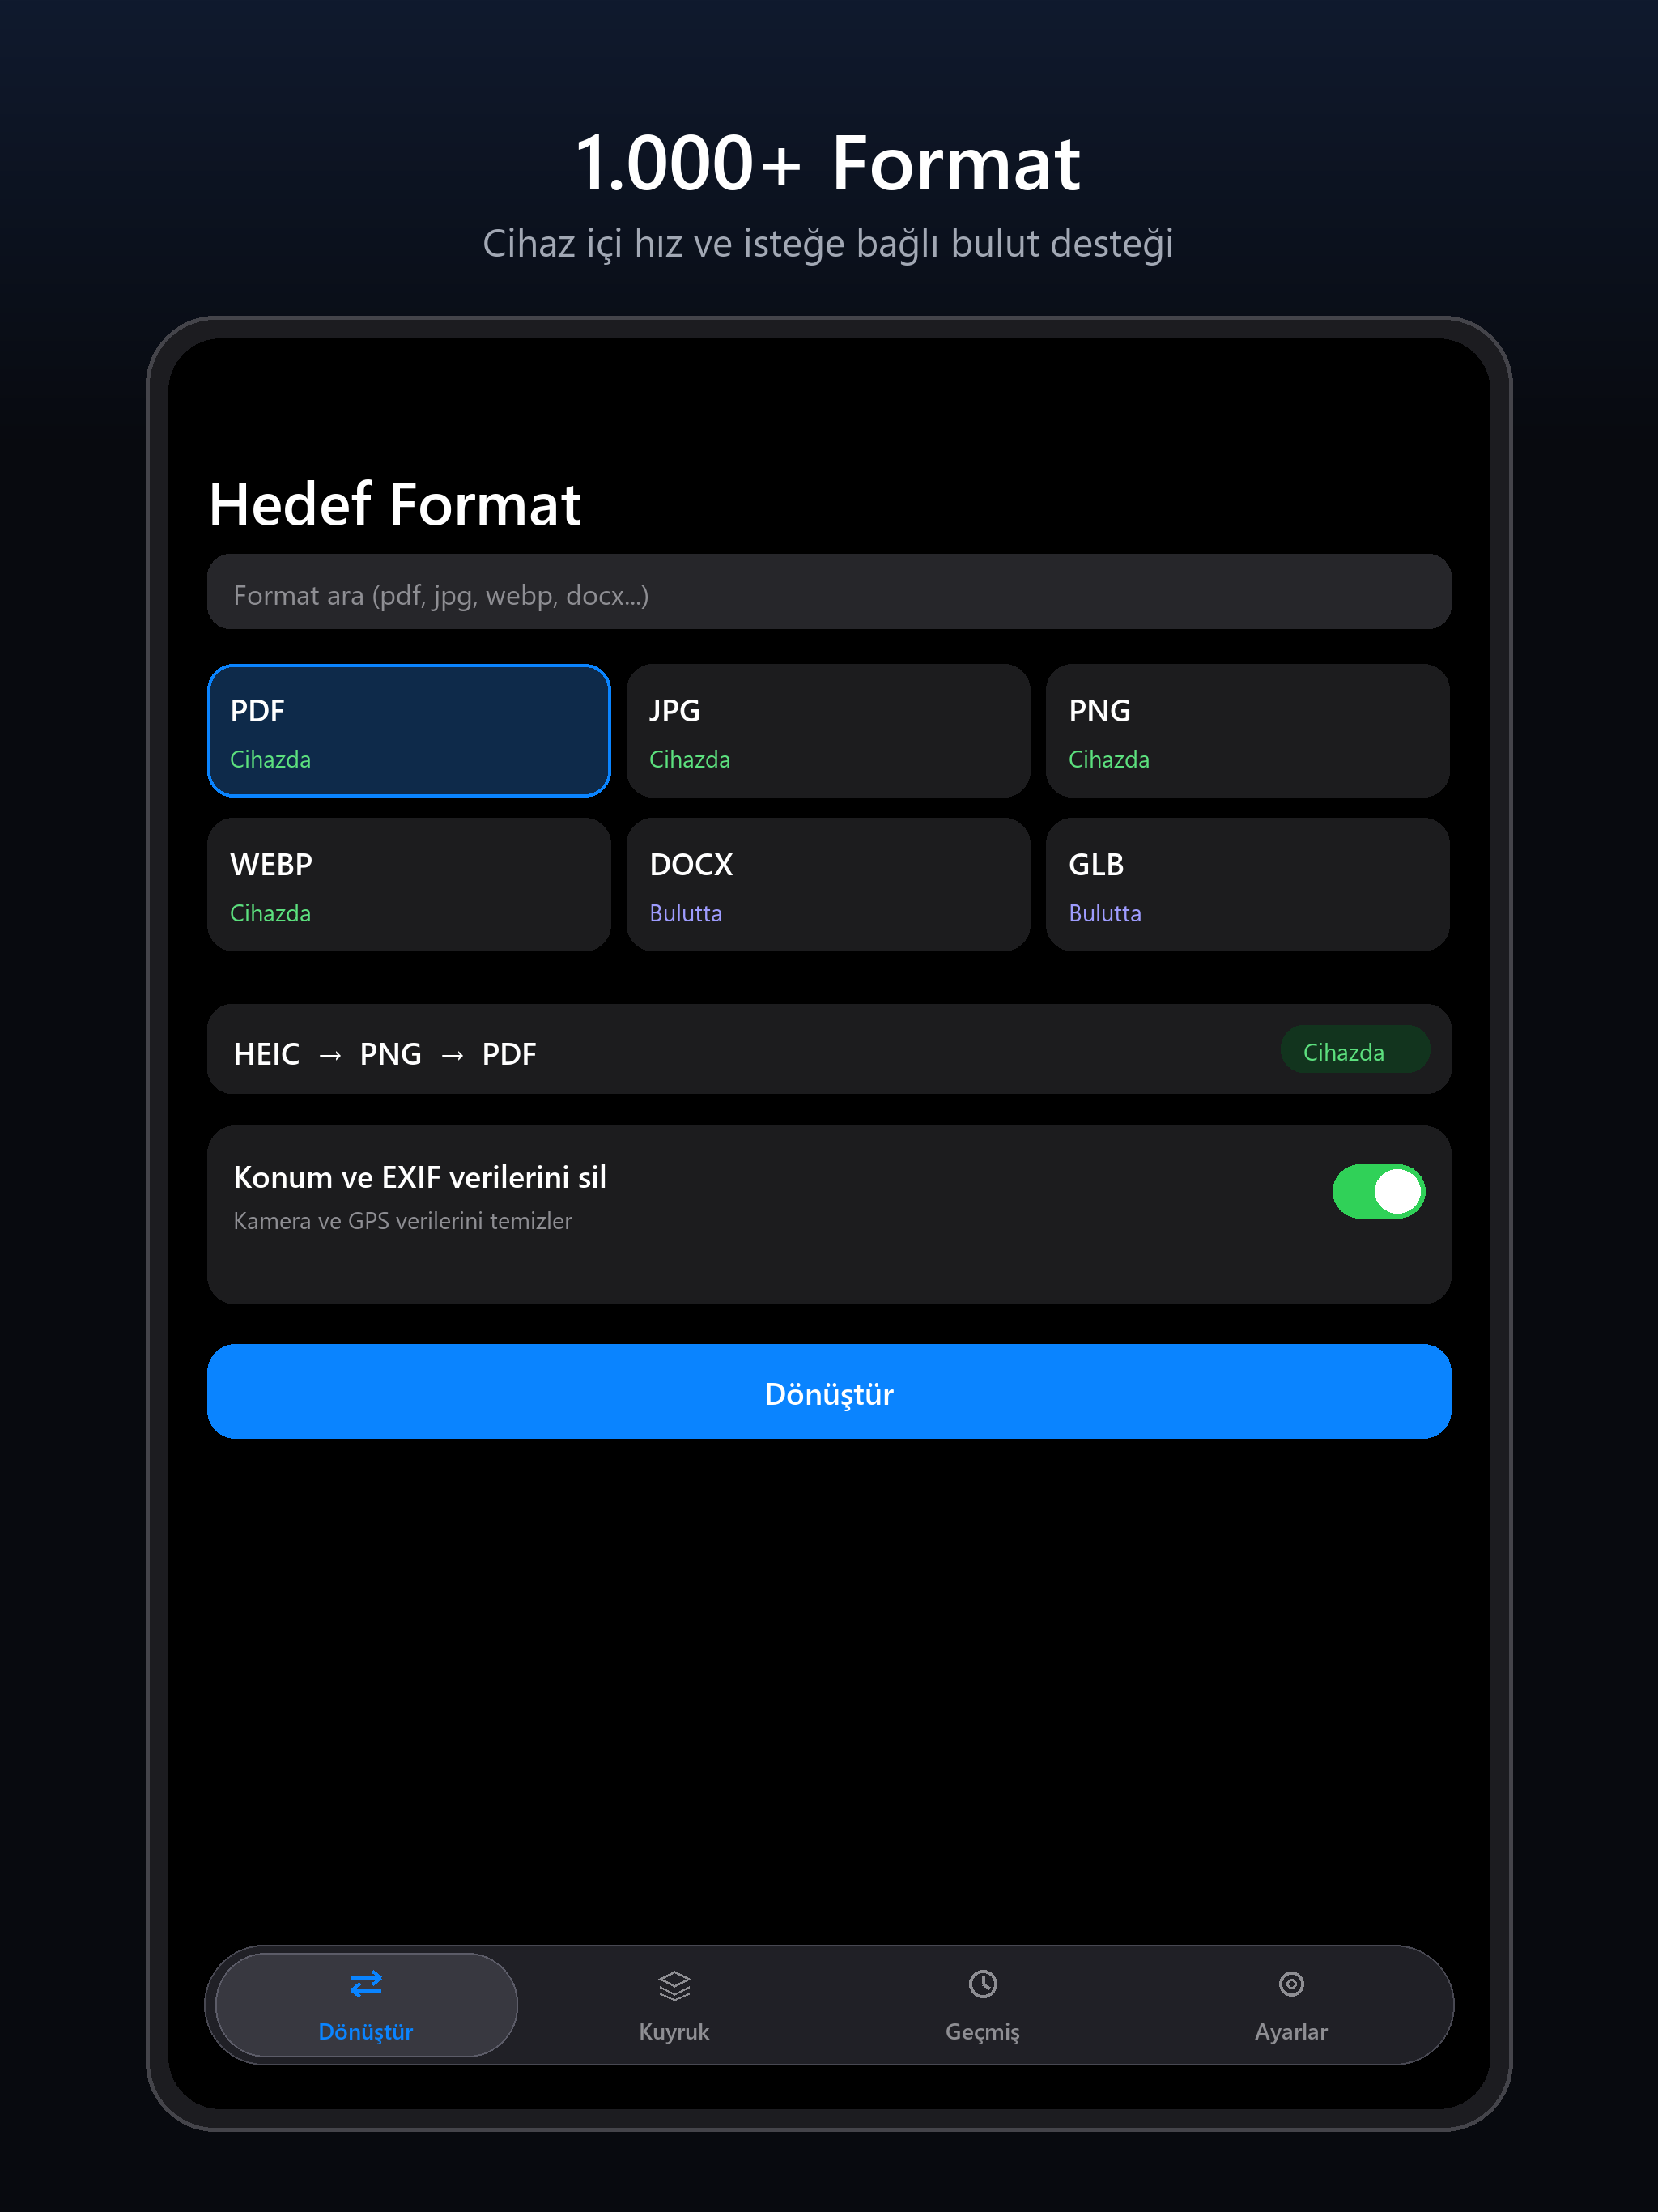 1.000+ Format
Cihaz içi hız ve isteğe bağlı bulut desteği
Hedef Format
Format ara (pdf, jpg, webp, docx...)
PDF
Cihazda
JPG
Cihazda
PNG
Cihazda
WEBP
Cihazda
DOCX
Bulutta
GLB
Bulutta
HEIC → PNG → PDF
Cihazda
Konum ve EXIF verilerini sil
Kamera ve GPS verilerini temizler
Dönüştür
Dönüştür
Kuyruk
Geçmiş
Ayarlar